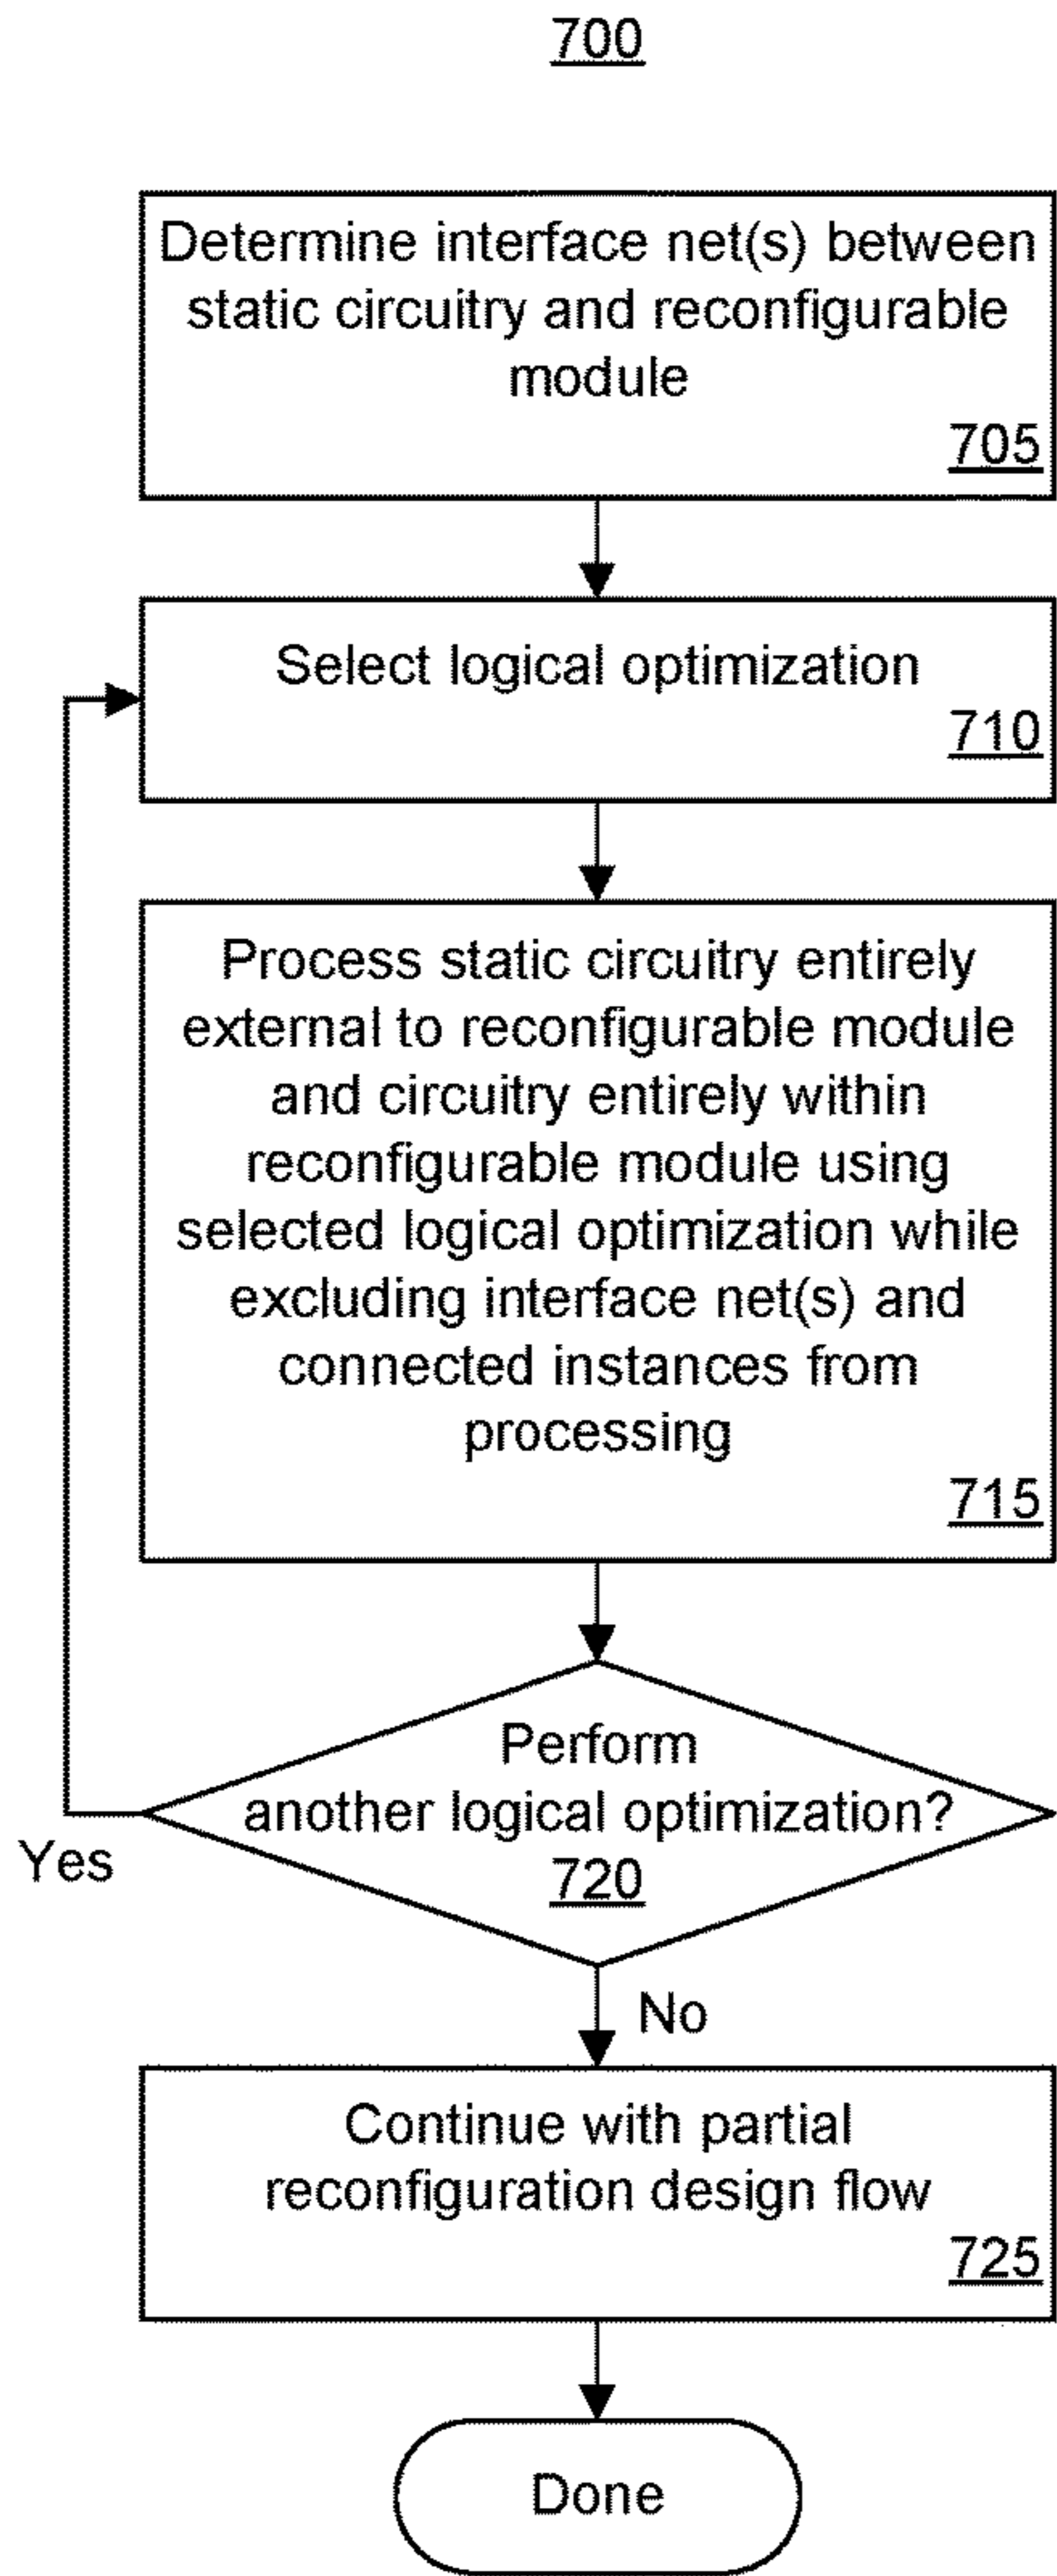 700
Determine interface net(s) between
static circuitry and reconfigurable
module
705
Select logical optimization
710
Process static circuitry entirely
external to reconfigurable module
and circuitry entirely within
reconfigurable module using
selected logical optimization while
excluding interface net(s) and
connected instances from
processing
715
Perform
another logical optimization?
720
Yes
No
Continue with partial
reconfiguration design flow
725
Done